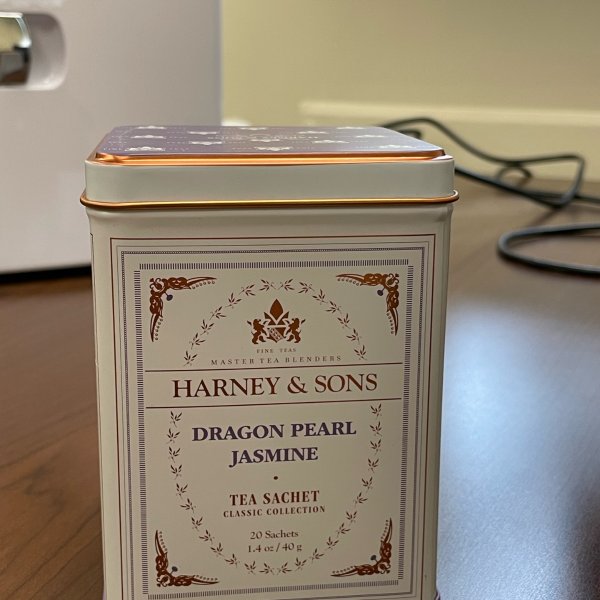 FINE TEAS
MASTER TEA BLENDERS
HARNEY & SONS
DRAGON PEARL
JASMINE
TEA SACHET
CLASSIC COLLECTION
20 Sachets
1.4 oz / 40 g